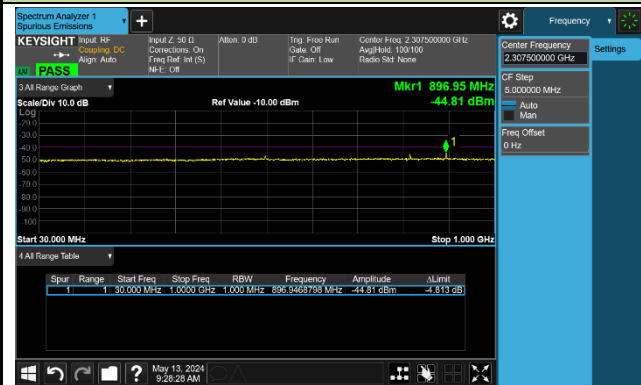 Spectrum Analyzer 1
Spurious Emissions
Frequency
KEYSIGHT Input: RF
Coupling: DC
Align: Auto
Input Z: 50 Ω
Corrections: On
Freq Ref: Int (S)
NFE: Off
Atten: 0 dB
Trig: Free Run
Gate: Off
IF Gain: Low
Center Freq: 2.307500000 GHz
Avg|Hold: 100/100
Radio Std: None
LXI PASS
Center Frequency
2.307500000 GHz
Settings
CF Step
5.000000 MHz
Auto
Man
Freq Offset
0 Hz
3 All Range Graph
Mkr1 896.95 MHz
Scale/Div 10.0 dB
Ref Value -10.00 dBm
-44.81 dBm
Log
-20.0
-30.0
-40.0
-50.0
-60.0
-70.0
-80.0
-90.0
-100
1
Start 30.000 MHz
Stop 1.000 GHz
4 All Range Table
Spur Range Start Freq Stop Freq RBW Frequency Amplitude ΔLimit
1 1 30.000 MHz 1.0000 GHz 1.000 MHz 896.9468798 MHz -44.81 dBm -4.813 dB
?
May 13, 2024
9:28:28 AM